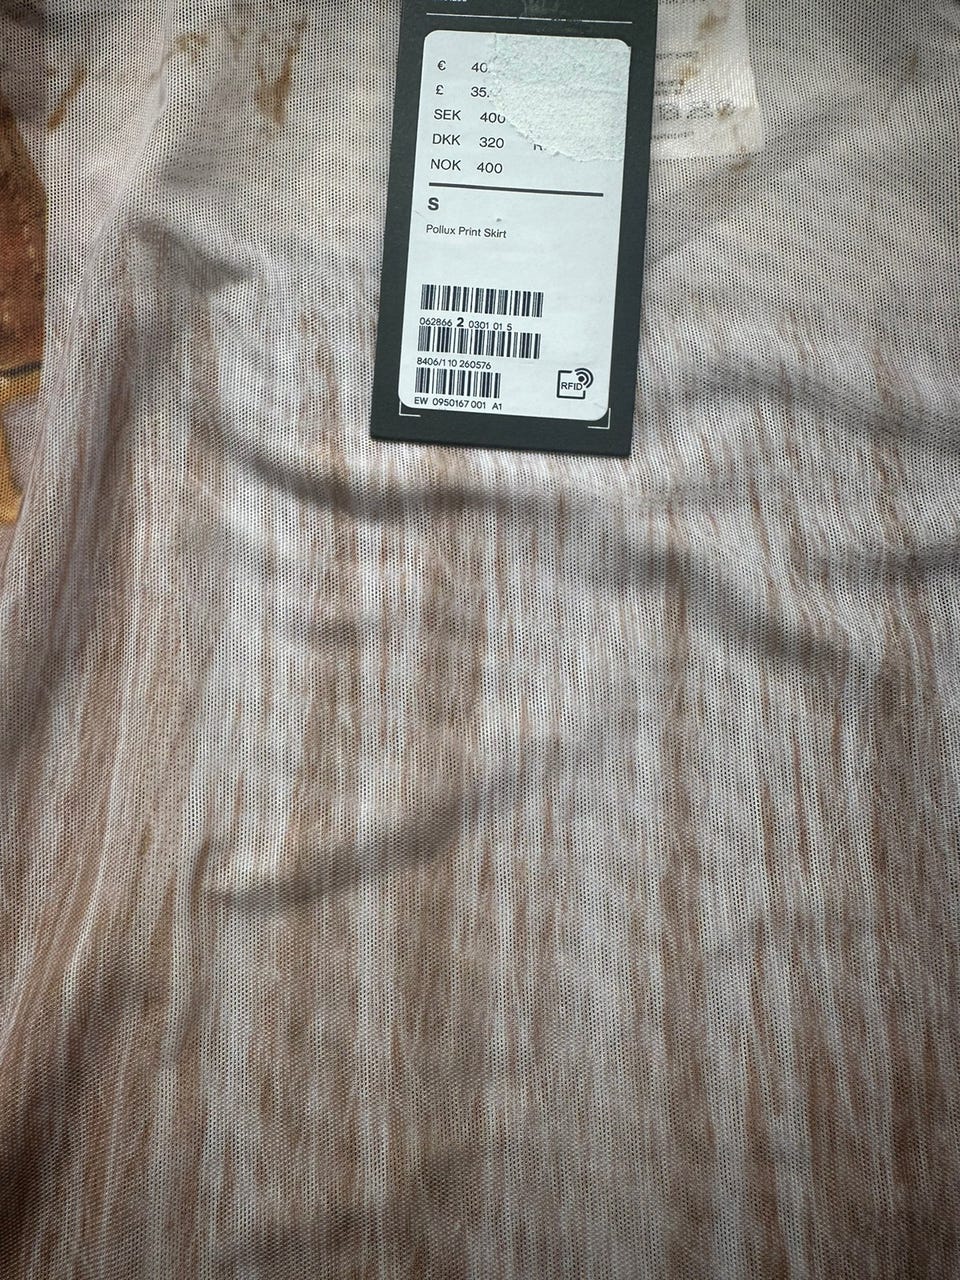 € 40
£ 35.
SEK 400
DKK 320
NOK 400
S
Pollux Print Skirt
062866 2 0301 01 5
8406/110 260576
RFID
EW 0950167 001 A1